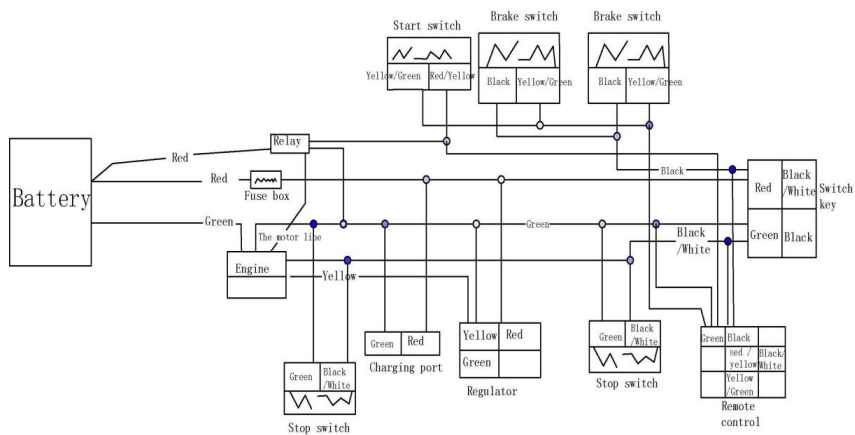 Start switch
Brake switch
Brake switch
Yellow/Green
Red/Yellow
Black
Yellow/Green
Black
Yellow/Green
Relay
Battery
Red
Red
Fuse box
Black
Red
Black
/White
Switch
key
Green
The motor line
Green
Black
/White
Green
Black
Engine
Yellow
Green
Red
Charging port
Yellow
Red
Green
Regulator
Green
Black
/White
Stop switch
Green
Black
/White
Stop switch
Green
Black
Red /
yellow
Black/
White
Yellow
/Green
Remote
control